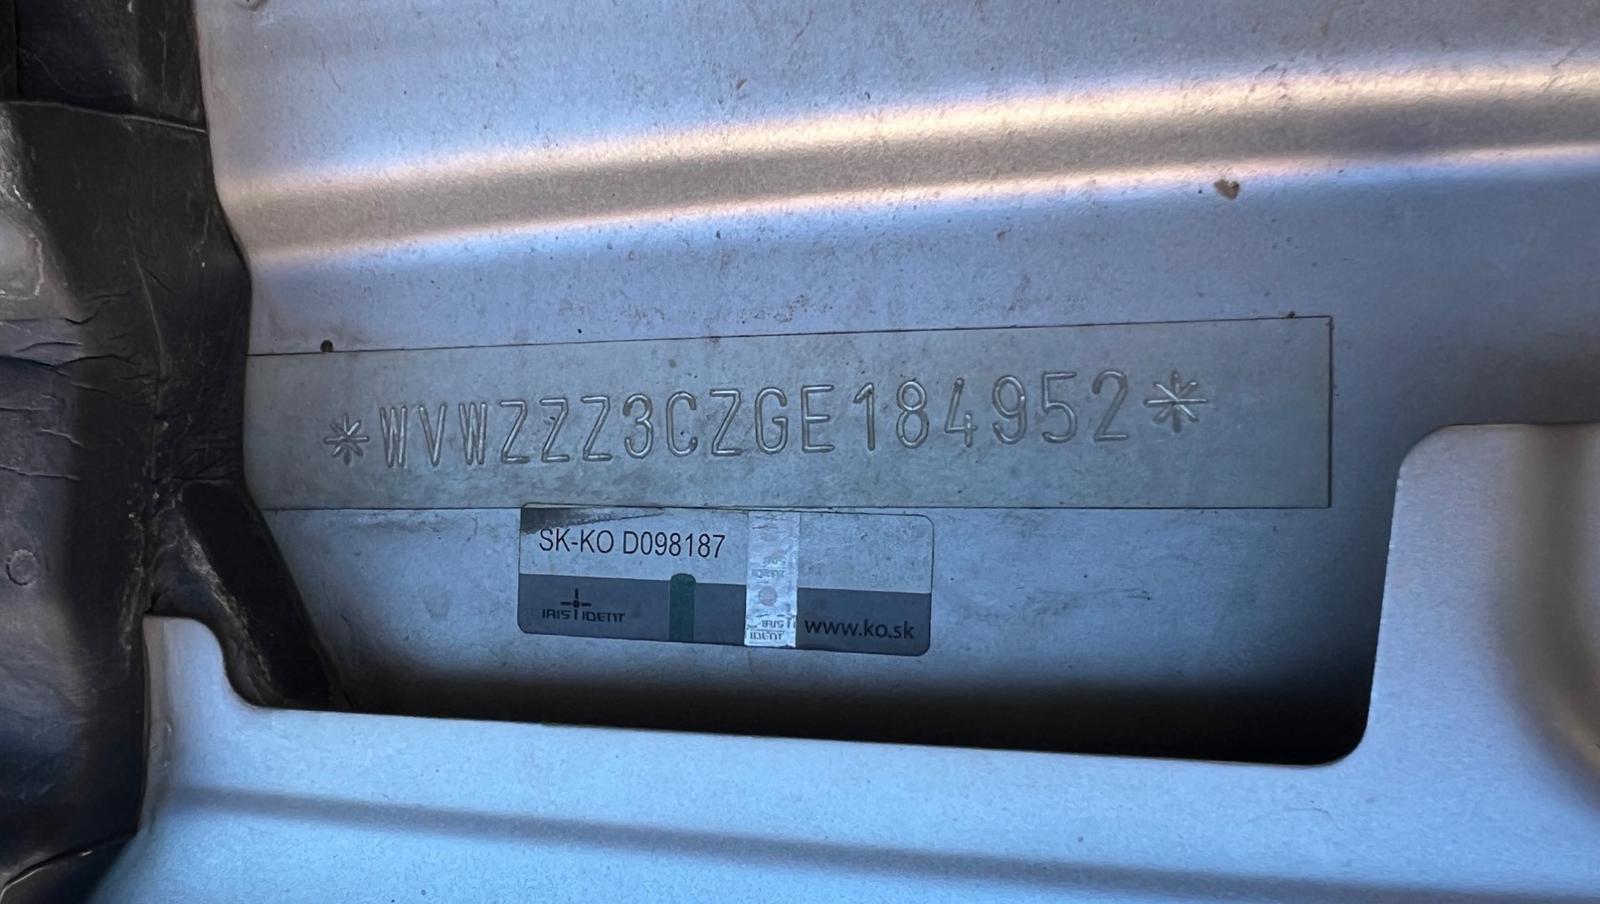 *WVWZZZ3CZGE184952*
SK-KO D098187
IRIS IDENT
IRIS
IDENT
www.ko.sk